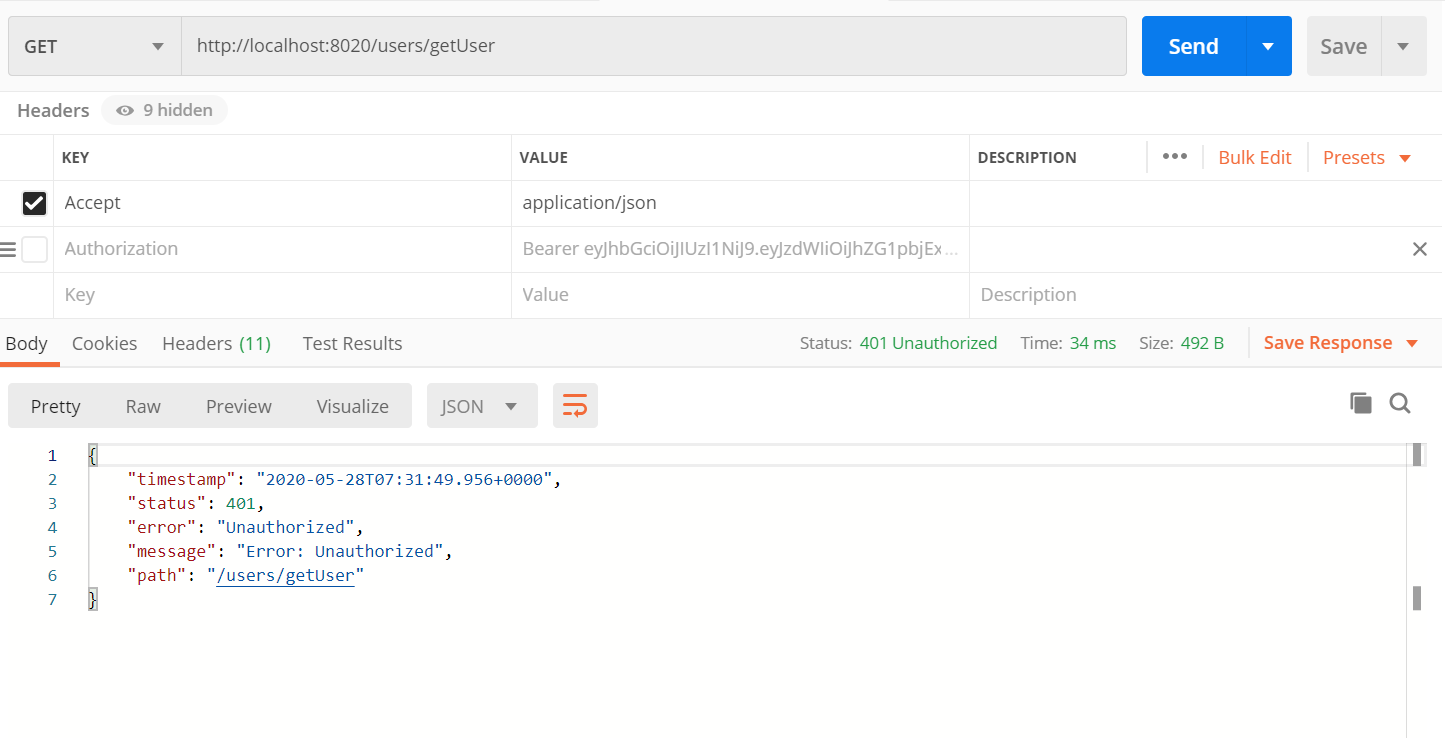 GET http://localhost:8020/users/getUser Send Save
Headers 9 hidden
KEY VALUE DESCRIPTION ••• Bulk Edit Presets
Accept application/json
Authorization Bearer eyJhbGciOiJIUzI1NiJ9.eyJzdWIiOiJhZG1pbjEx...
Key Value Description
Body Cookies Headers (11) Test Results Status: 401 Unauthorized Time: 34 ms Size: 492 B Save Response
Pretty Raw Preview Visualize JSON
1 {
2 "timestamp": "2020-05-28T07:31:49.956+0000",
3 "status": 401,
4 "error": "Unauthorized",
5 "message": "Error: Unauthorized",
6 "path": "/users/getUser"
7 }